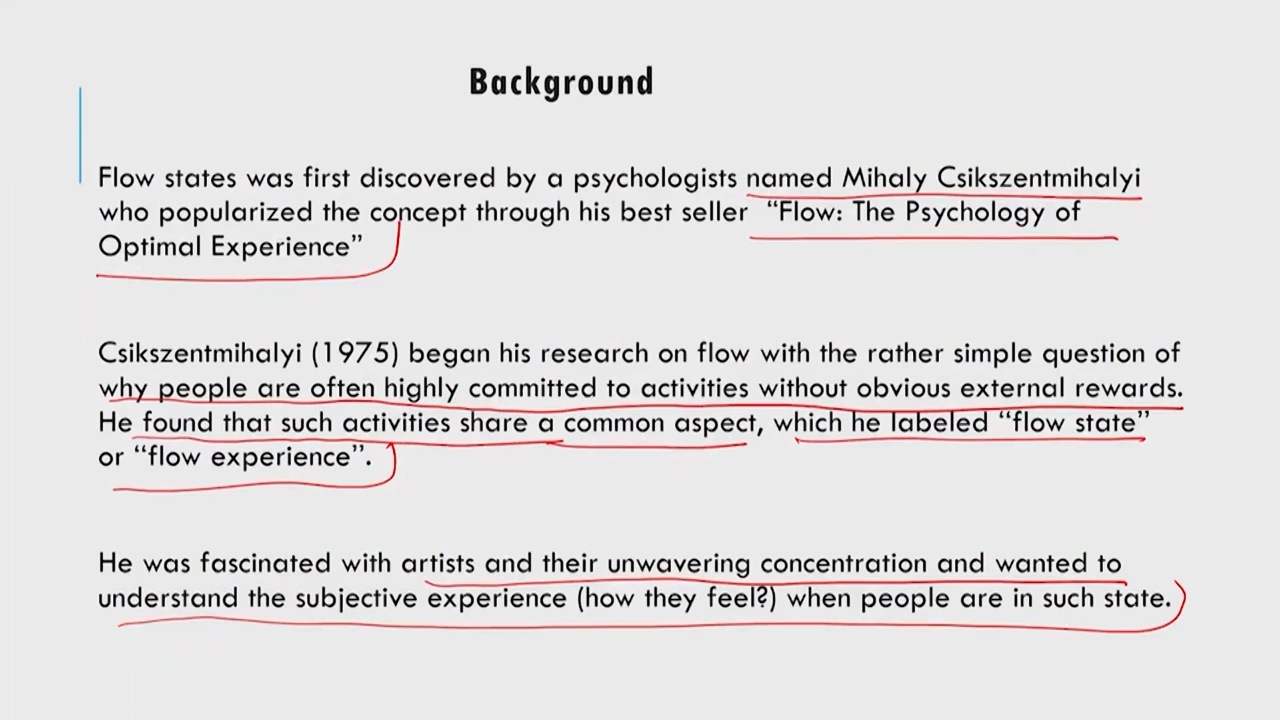 Background
Flow states was first discovered by a psychologists named Mihaly Csikszentmihalyi
who popularized the concept through his best seller “Flow: The Psychology of
Optimal Experience”
Csikszentmihalyi (1975) began his research on flow with the rather simple question of
why people are often highly committed to activities without obvious external rewards.
He found that such activities share a common aspect, which he labeled “flow state”
or “flow experience”.
He was fascinated with artists and their unwavering concentration and wanted to
understand the subjective experience (how they feel?) when people are in such state.